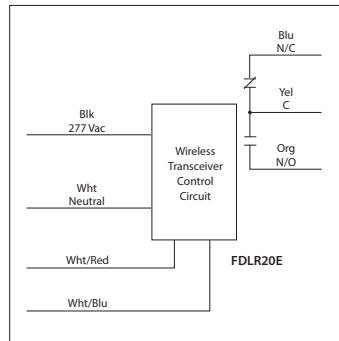 Blu
N/C
Yel
C
Org
N/O
Blk
277 Vac
Wireless
Transceiver
Control
Circuit
Wht
Neutral
FDLR20E
Wht/Red
Wht/Blu